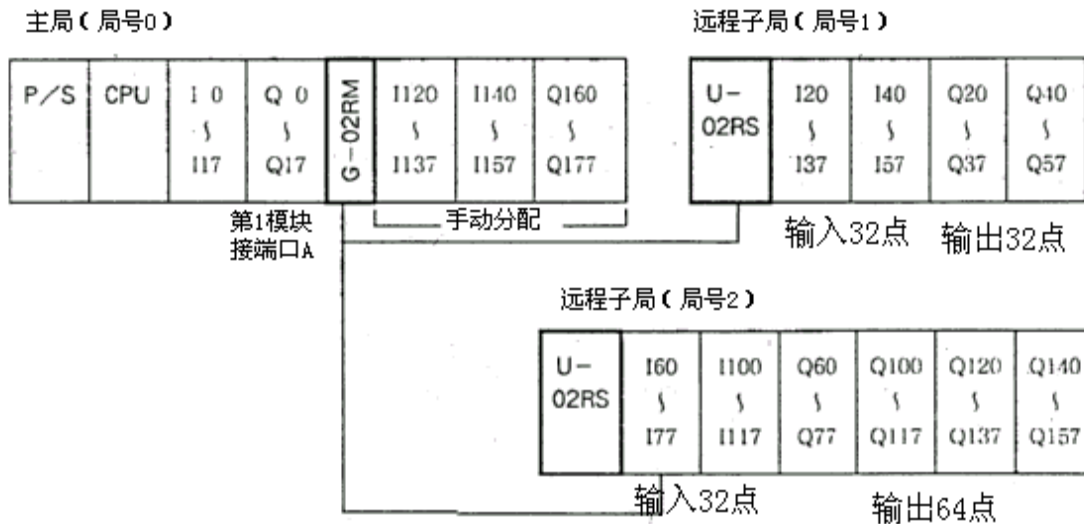 主局(局号0)
P/S CPU I 0 ∫ I17 Q 0 ∫ Q17 G-02RM I120 ∫ I137 I140 ∫ I157 Q160 ∫ Q177
第1模块
接端口A
手动分配
远程子局(局号1)
U-
02RS I20 ∫ I37 I40 ∫ I57 Q20 ∫ Q37 Q40 ∫ Q57
输入32点 输出32点
远程子局(局号2)
U-
02RS I60 ∫ I77 I100 ∫ I117 Q60 ∫ Q77 Q100 ∫ Q117 Q120 ∫ Q137 Q140 ∫ Q157
输入32点 输出64点